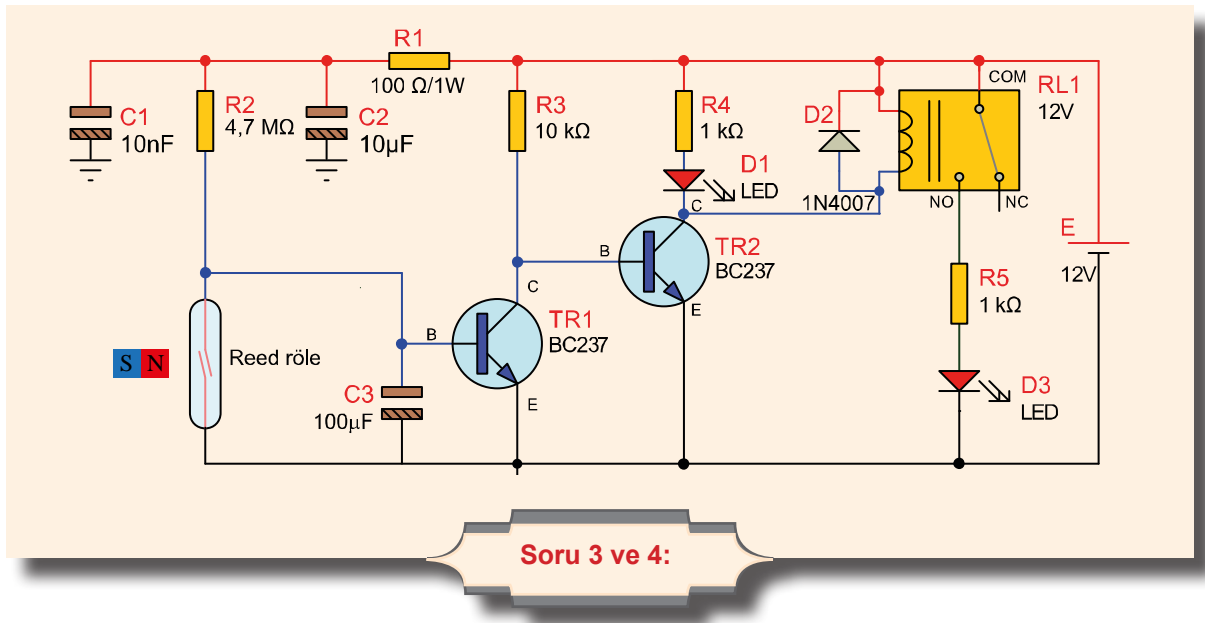 R1
100 Ω/1W
C1
10nF
R2
4,7 MΩ
C2
10µF
R3
10 kΩ
R4
1 kΩ
D1
LED
D2
1N4007
COM
RL1
12V
NO
NC
E
12V
C
B
TR2
BC237
E
R5
1 kΩ
C
B
TR1
BC237
E
S N
Reed röle
C3
100µF
D3
LED
Soru 3 ve 4: